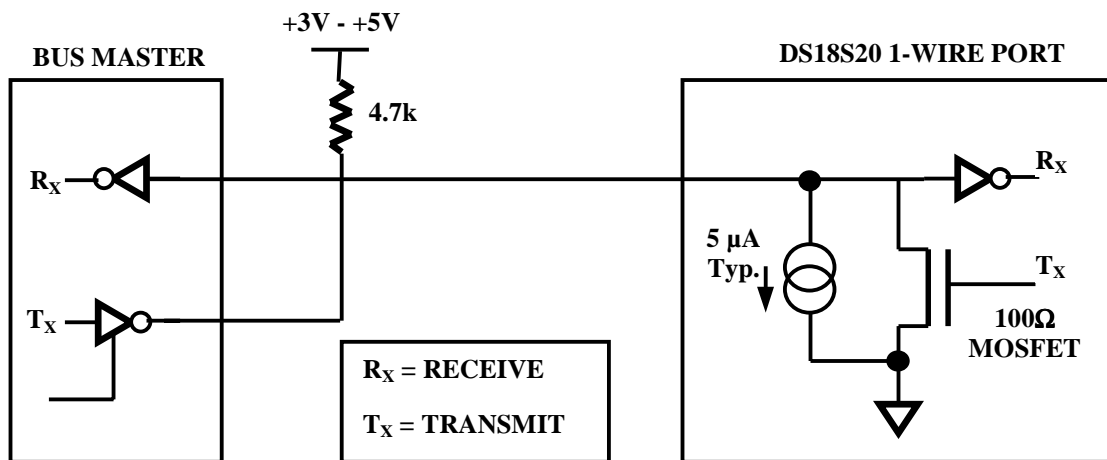 +3V - +5V
BUS MASTER
DS18S20 1-WIRE PORT
4.7k
RX
RX
5 µA
Typ.
TX
TX
100Ω
MOSFET
RX = RECEIVE
TX = TRANSMIT